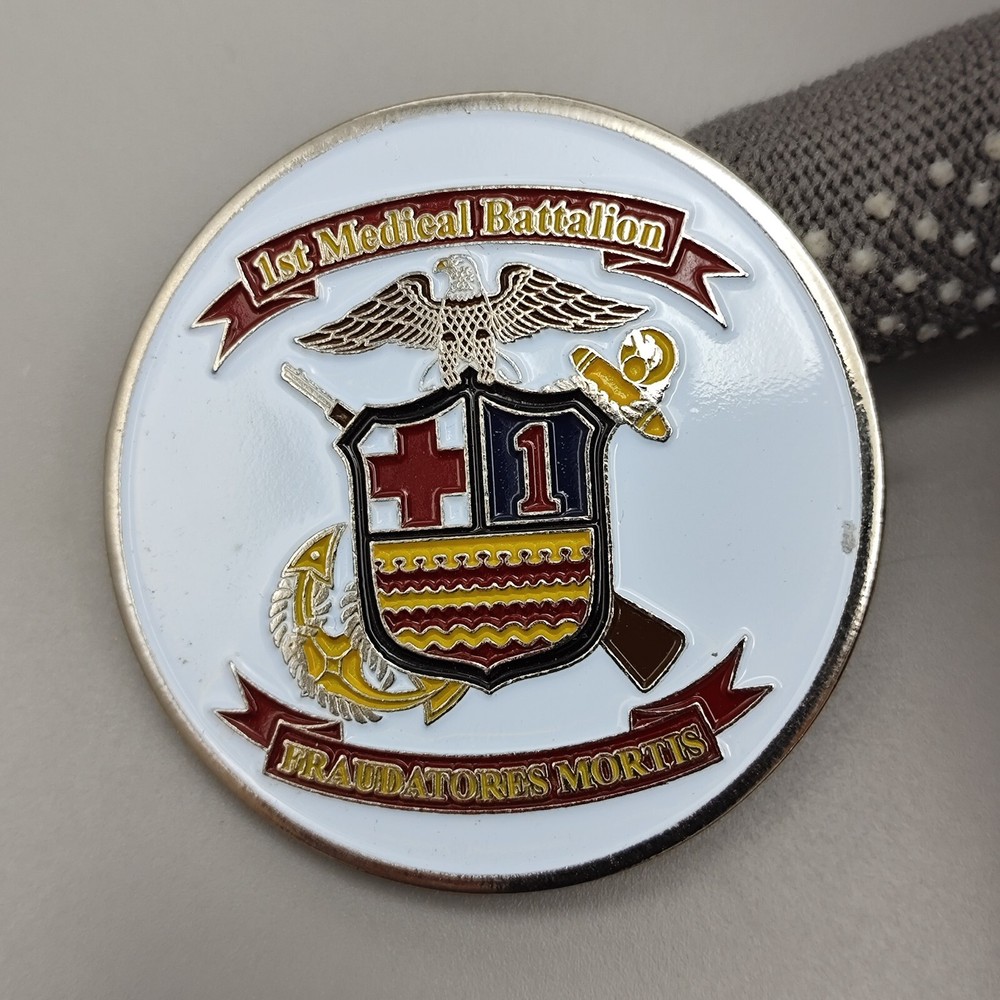 1st Medical Battalion
1
FRAUDATORES MORTIS